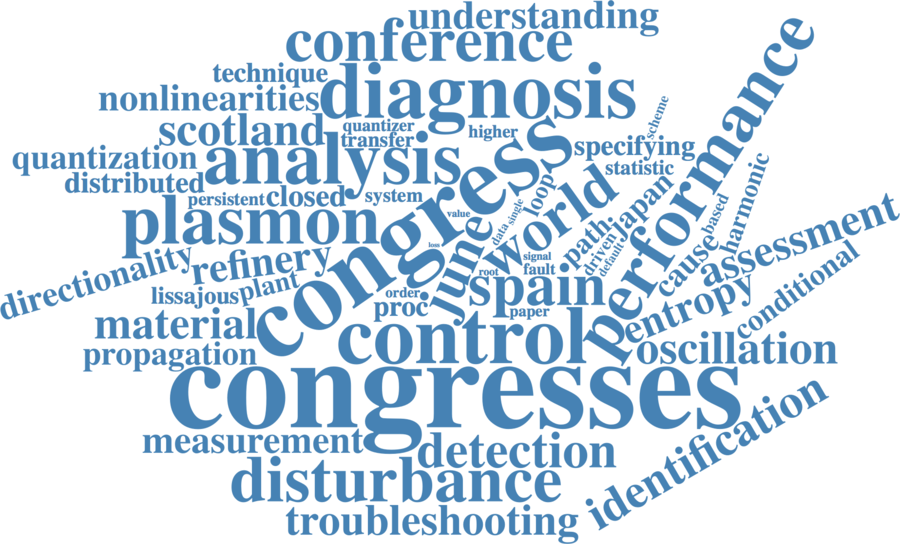 understanding
conference
technique
diagnosis
nonlinearities
scotland
quantizer
higher
scheme
performance
transfer
analysis
congress
specifying
quantization
statistic
distributed
persistent
closed
system
loop
world
japan
harmonic
plasmon
value
single
data
path
based
june
driven
cause
assessment
directionality
refinery
loss
signal
default
fault
root
lissajous
plant
order
spain
proc
paper
entropy
conditional
material
control
propagation
oscillation
congresses
measurement
detection
identification
disturbance
troubleshooting